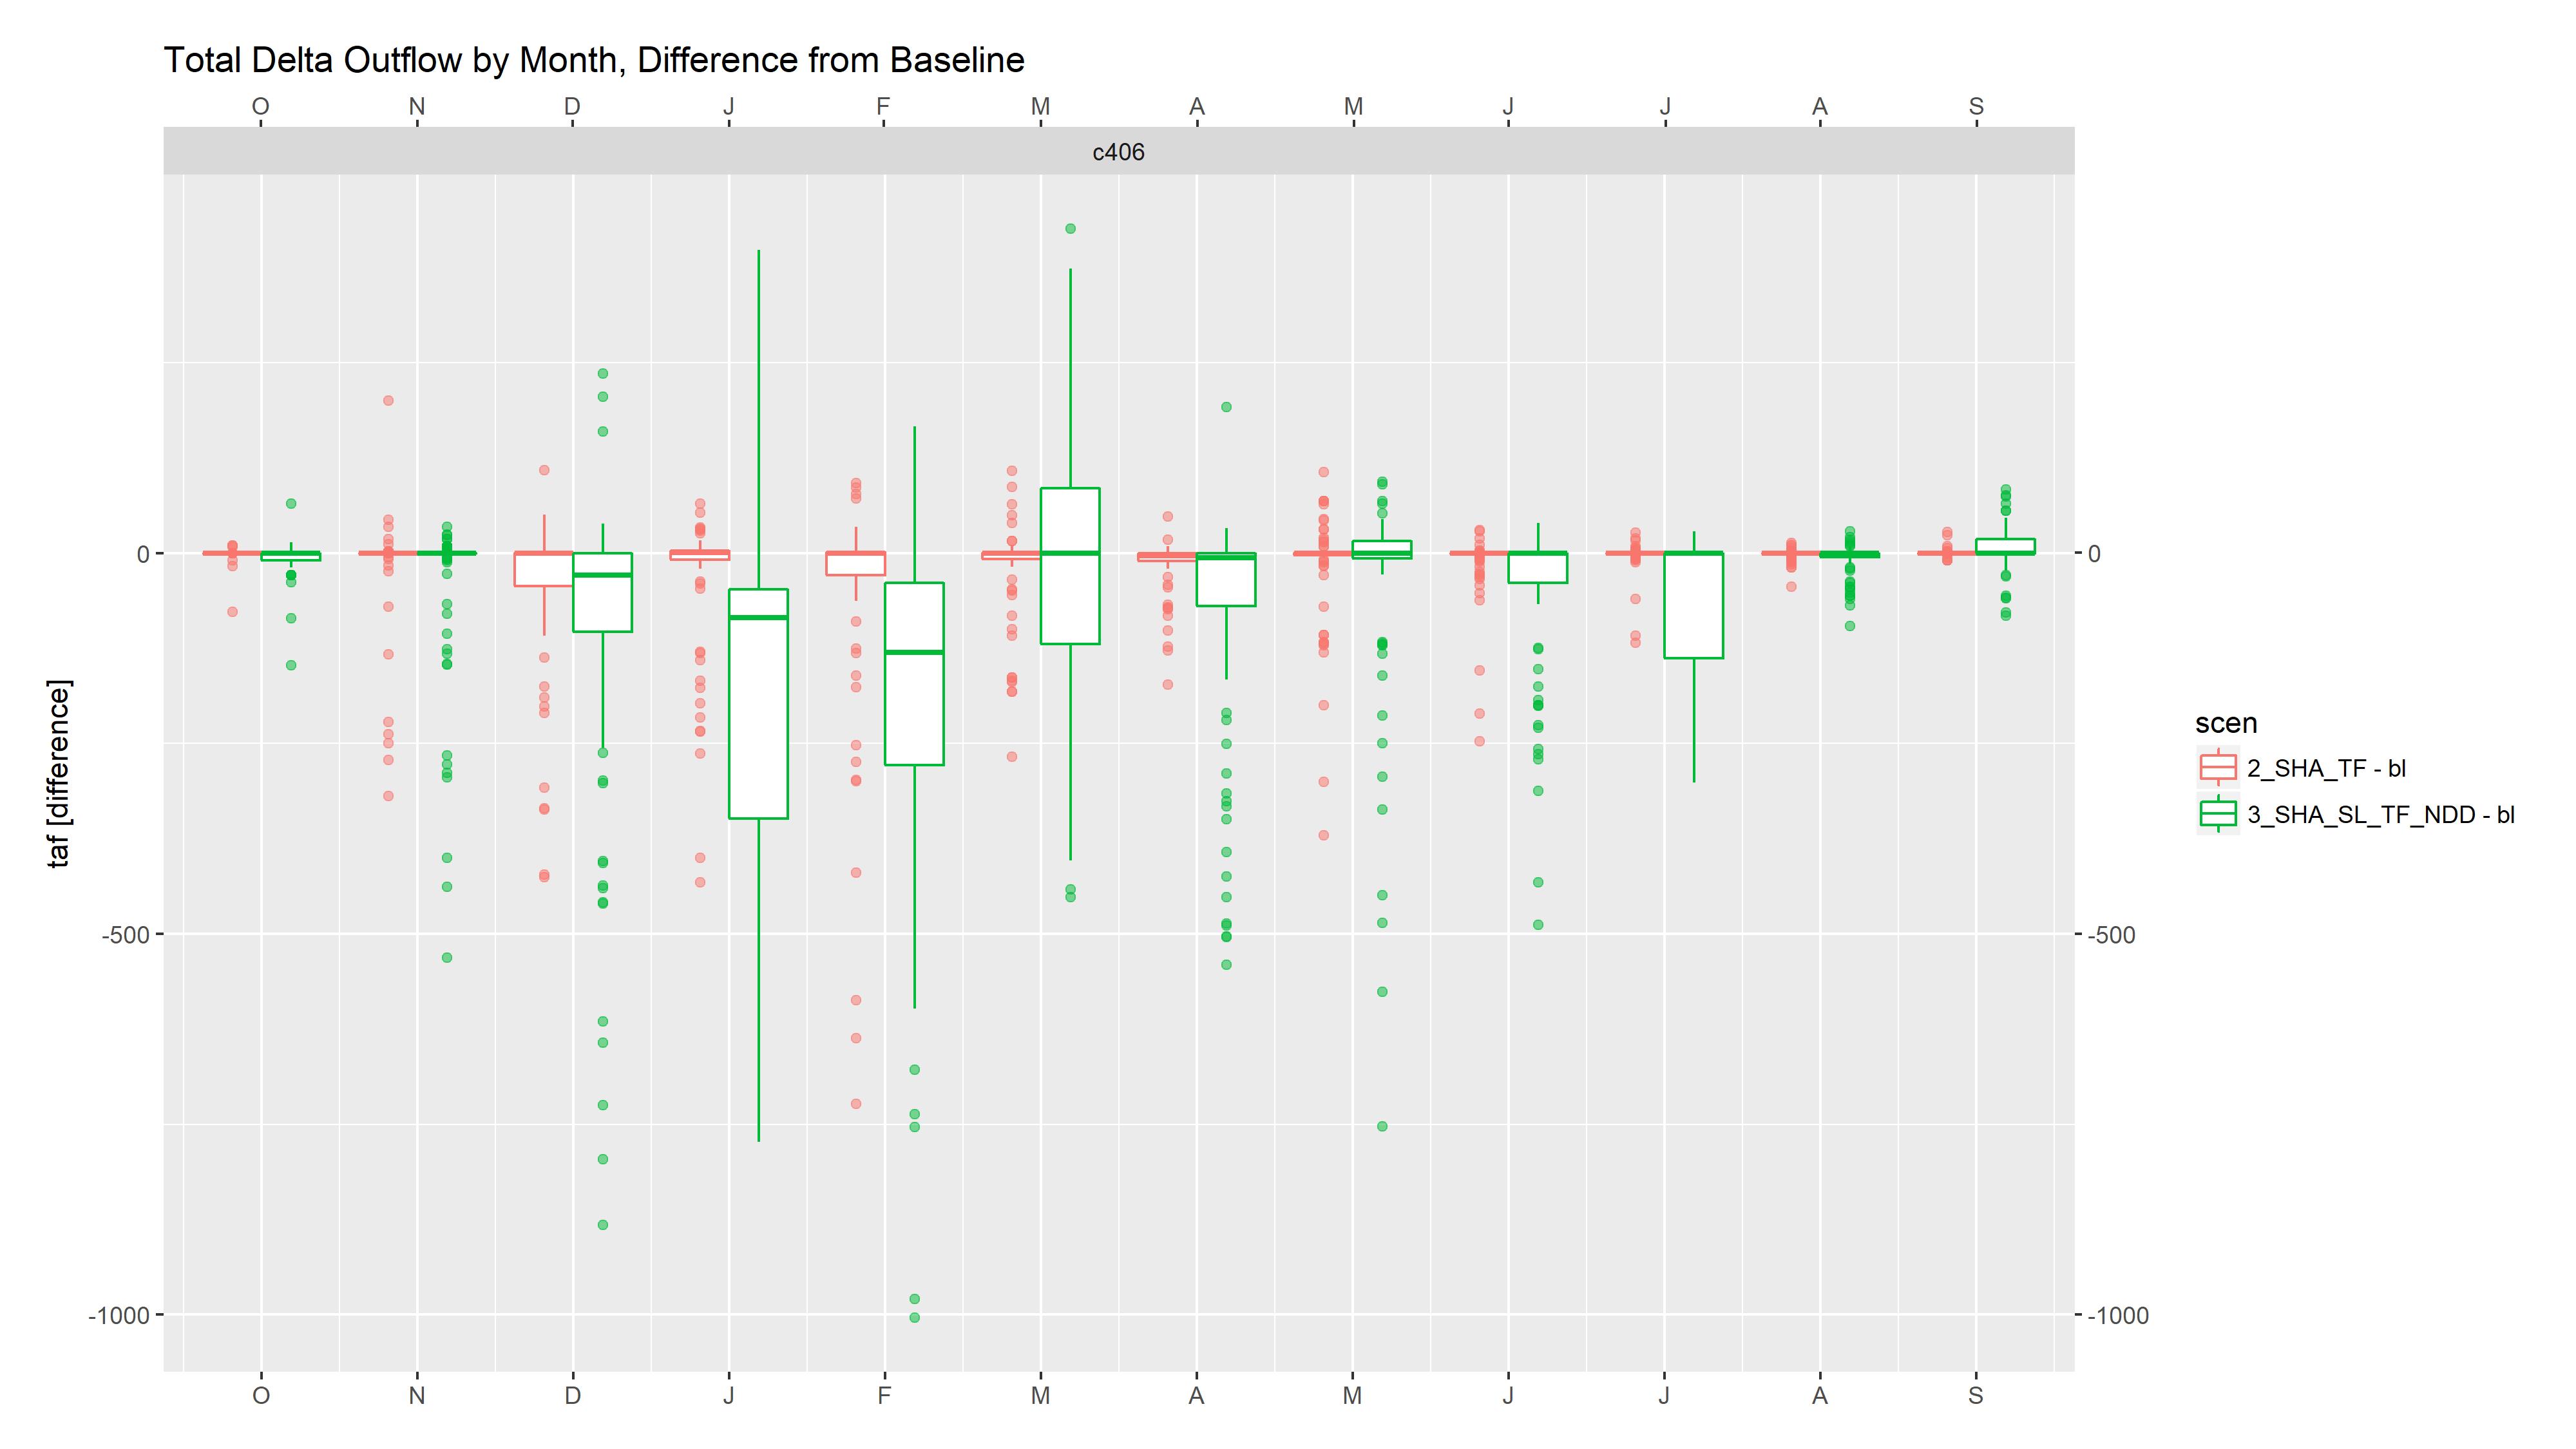 Total Delta Outflow by Month, Difference from Baseline
O N D J F M A M J J A S
c406
0 0
-500 -500
-1000 -1000
taf [difference]
O N D J F M A M J J A S
scen
2_SHA_TF - bl
3_SHA_SL_TF_NDD - bl